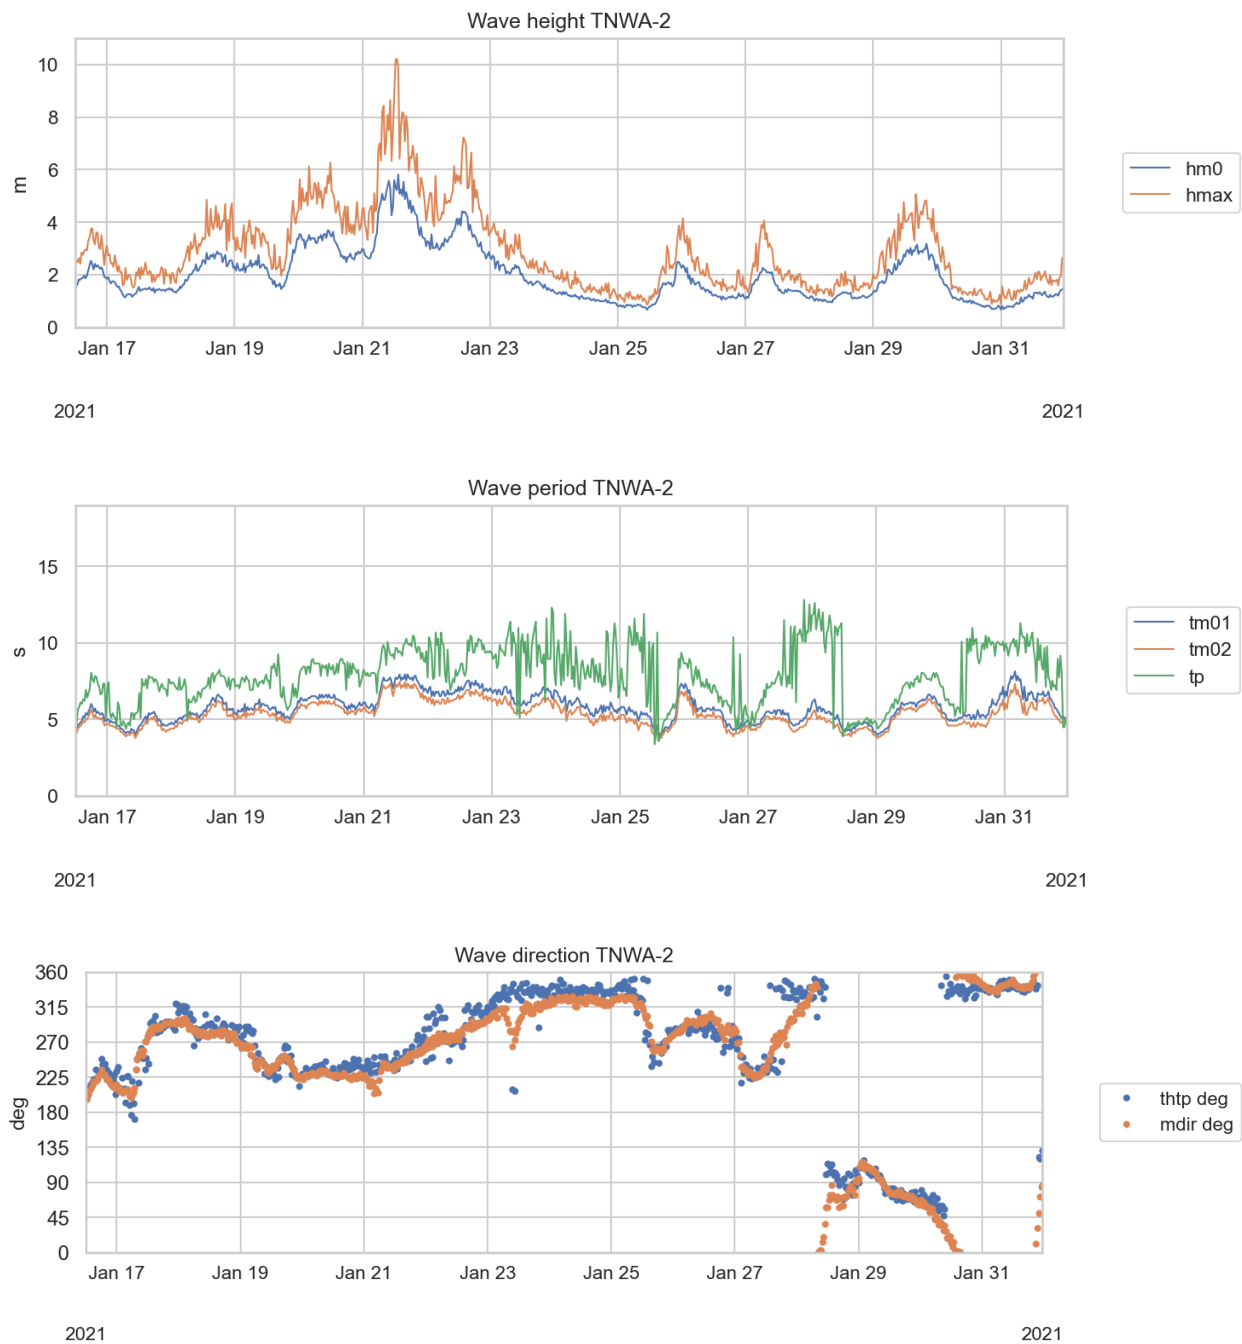 Wave height TNWA-2
10
8
6
4
2
0
m
Jan 17 Jan 19 Jan 21 Jan 23 Jan 25 Jan 27 Jan 29 Jan 31
2021 2021
hm0
hmax
Wave period TNWA-2
15
10
5
0
s
Jan 17 Jan 19 Jan 21 Jan 23 Jan 25 Jan 27 Jan 29 Jan 31
2021 2021
tm01
tm02
tp
Wave direction TNWA-2
360
315
270
225
180
135
90
45
0
deg
Jan 17 Jan 19 Jan 21 Jan 23 Jan 25 Jan 27 Jan 29 Jan 31
2021 2021
thtp deg
mdir deg